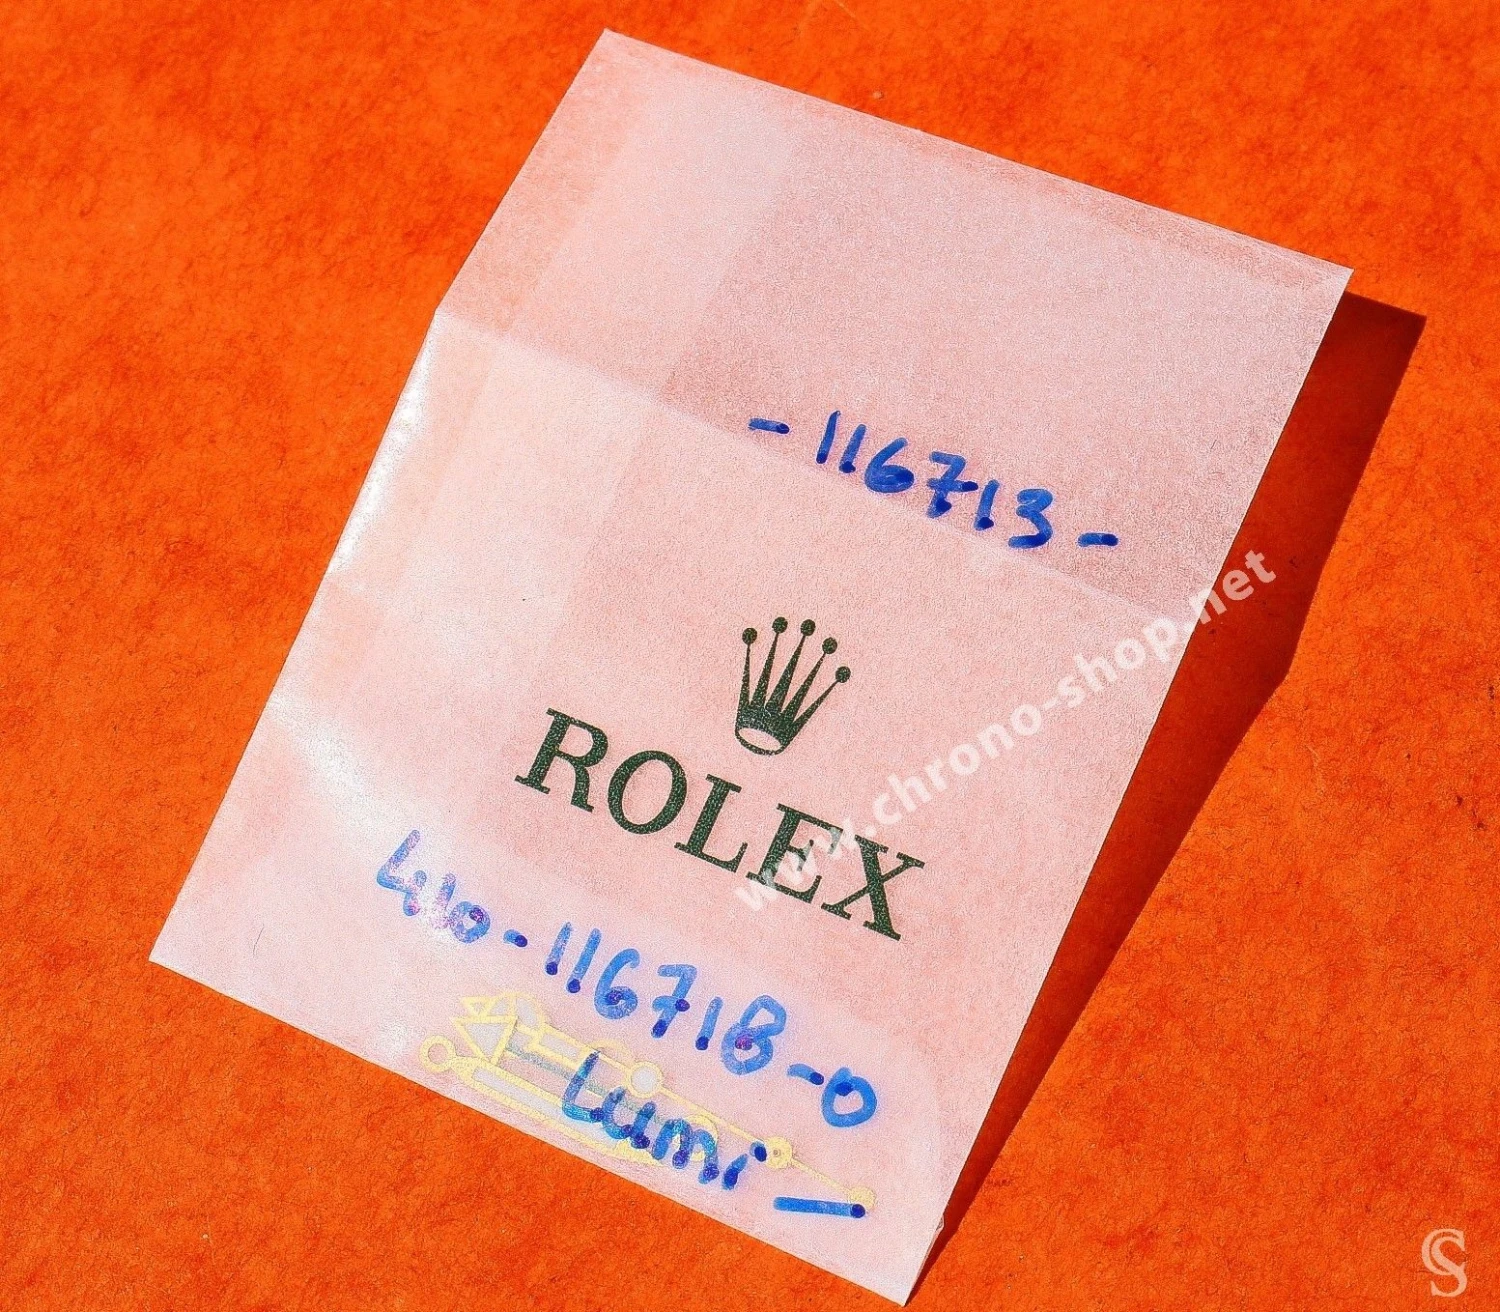 - 116713 -
ROLEX
410-116718-0
Lumi
www.chrono-shop.net